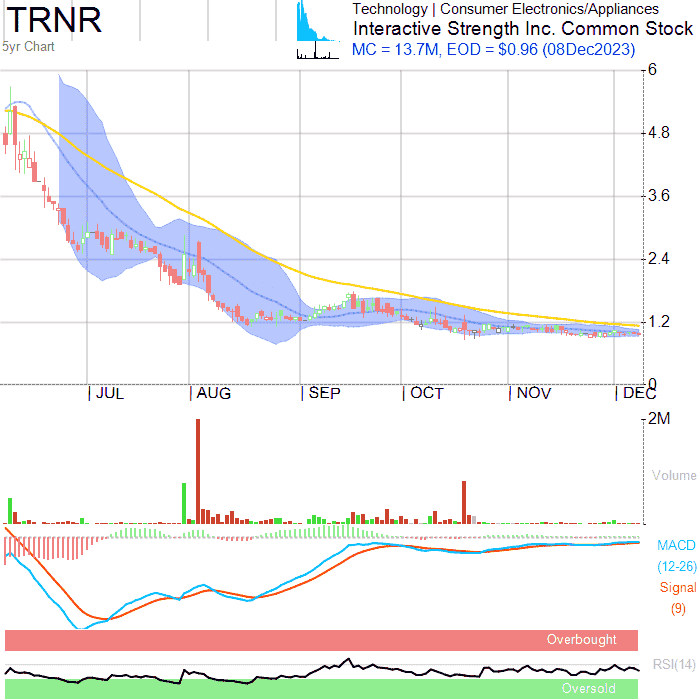 TRNR
5yr Chart
Technology | Consumer Electronics/Appliances
Interactive Strength Inc. Common Stock
MC = 13.7M, EOD = $0.96 (08Dec2023)
6
4.8
3.6
2.4
1.2
0
JUL AUG SEP OCT NOV DEC
2M
Volume
MACD
(12-26)
Signal
(9)
Overbought
RSI(14)
Oversold